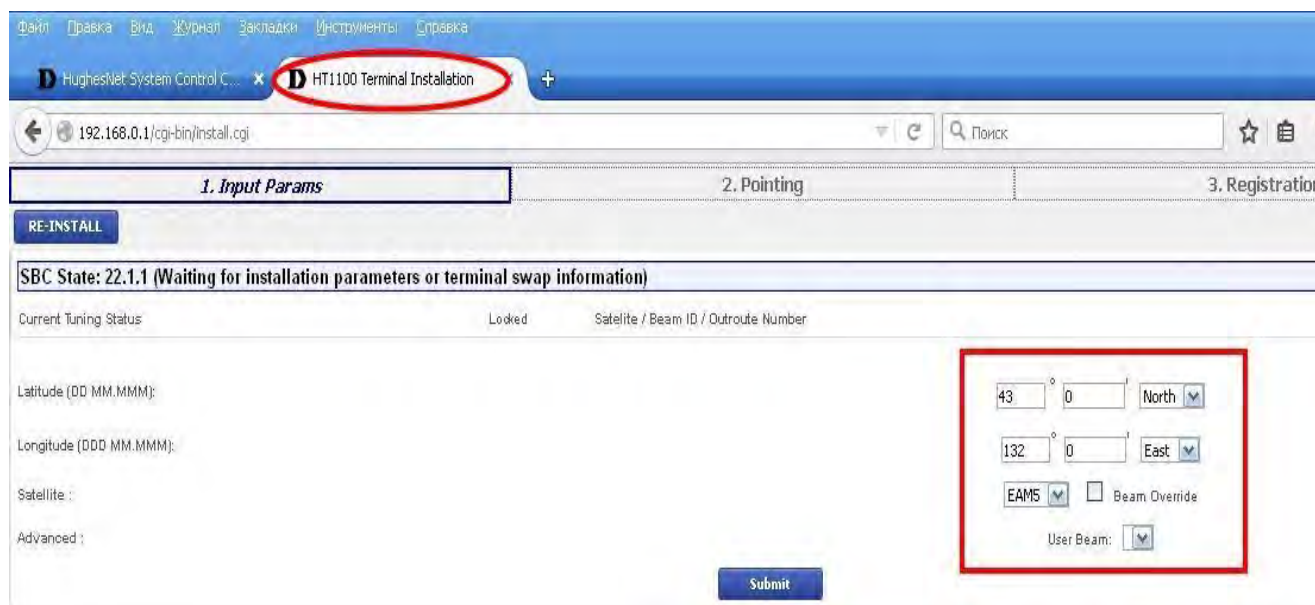 Файл Правка Вид Журнал Закладки Инструменты Справка
HughesNet System Control C... × HT1100 Terminal Installation × +
192.168.0.1/cgi-bin/install.cgi Поиск
1. Input Params 2. Pointing 3. Registration
RE-INSTALL
SBC State: 22.1.1 (Waiting for installation parameters or terminal swap information)
Current Tuning Status Locked Satelite / Beam ID / Outroute Number
Latitude (DD MM.MMM): 43 ° 0 ' North
Longitude (DDD MM.MMM): 132 ° 0 ' East
Satellite : EAM5 Beam Override
Advanced : User Beam:
Submit